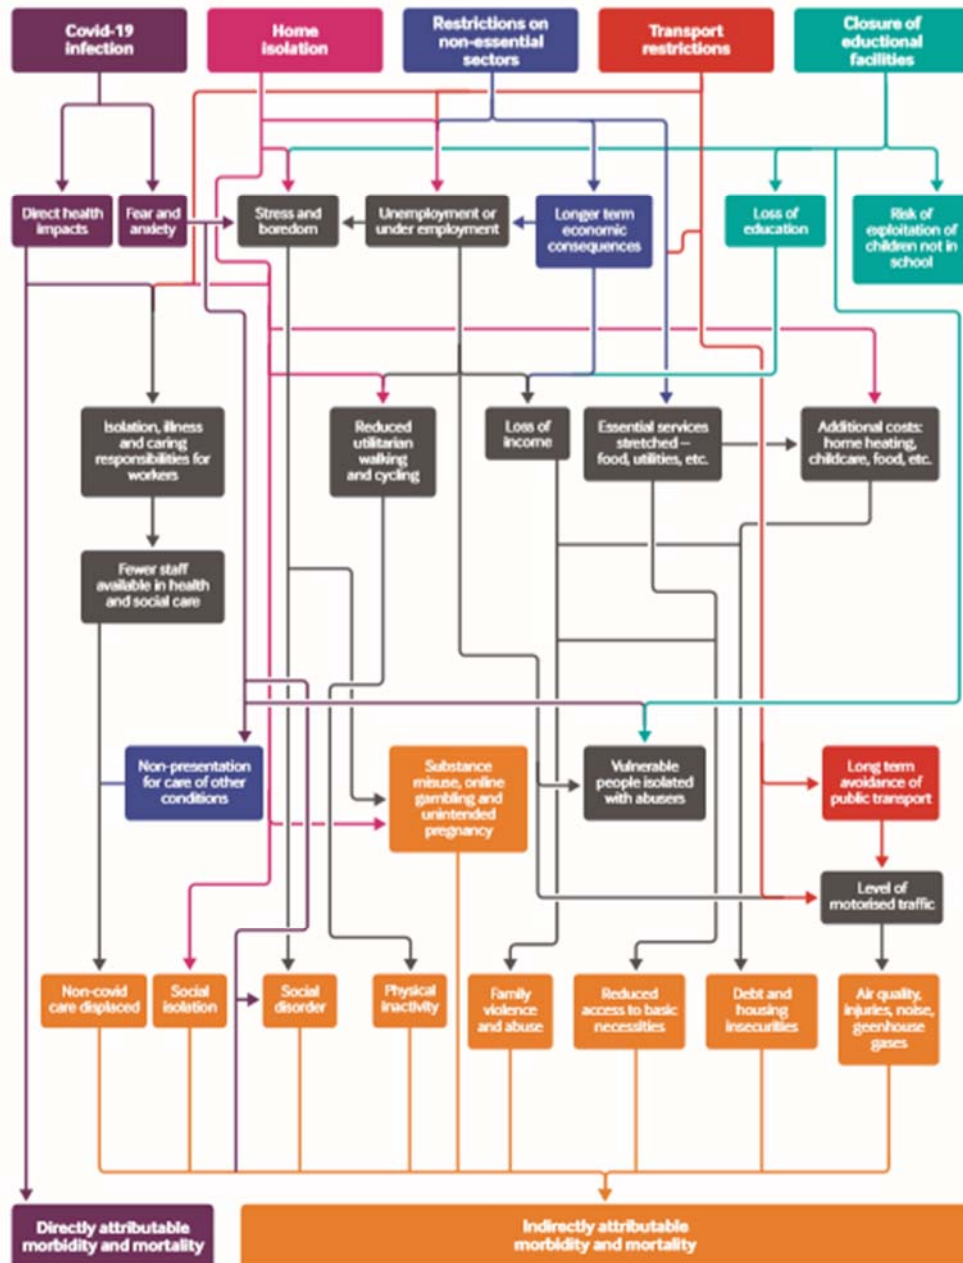 Covid-19
infection
Home
isolation
Restrictions on
non-essential
sectors
Transport
restrictions
Closure of
eductional
facilities
Direct health
impacts
Fear and
anxiety
Stress and
boredom
Unemployment or
under employment
Longer term
economic
consequences
Loss of
education
Risk of
exploitation of
children not in
school
Isolation, illness
and caring
responsibilities for
workers
Reduced
utilitarian
walking
and cycling
Loss of
income
Essential services
stretched –
food, utilities, etc.
Additional costs:
home heating,
childcare, food, etc.
Fewer staff
available in health
and social care
Non-presentation
for care of other
conditions
Substance
misuse, online
gambling and
unintended
pregnancy
Vulnerable
people isolated
with abusers
Long term
avoidance of
public transport
Level of
motorised traffic
Non-covid
care displaced
Social
isolation
Social
disorder
Physical
inactivity
Family
violence
and abuse
Reduced
access to basic
necessities
Debt and
housing
insecurities
Air quality,
injuries, noise,
greenhouse
gases
Directly attributable
morbidity and mortality
Indirectly attributable
morbidity and mortality